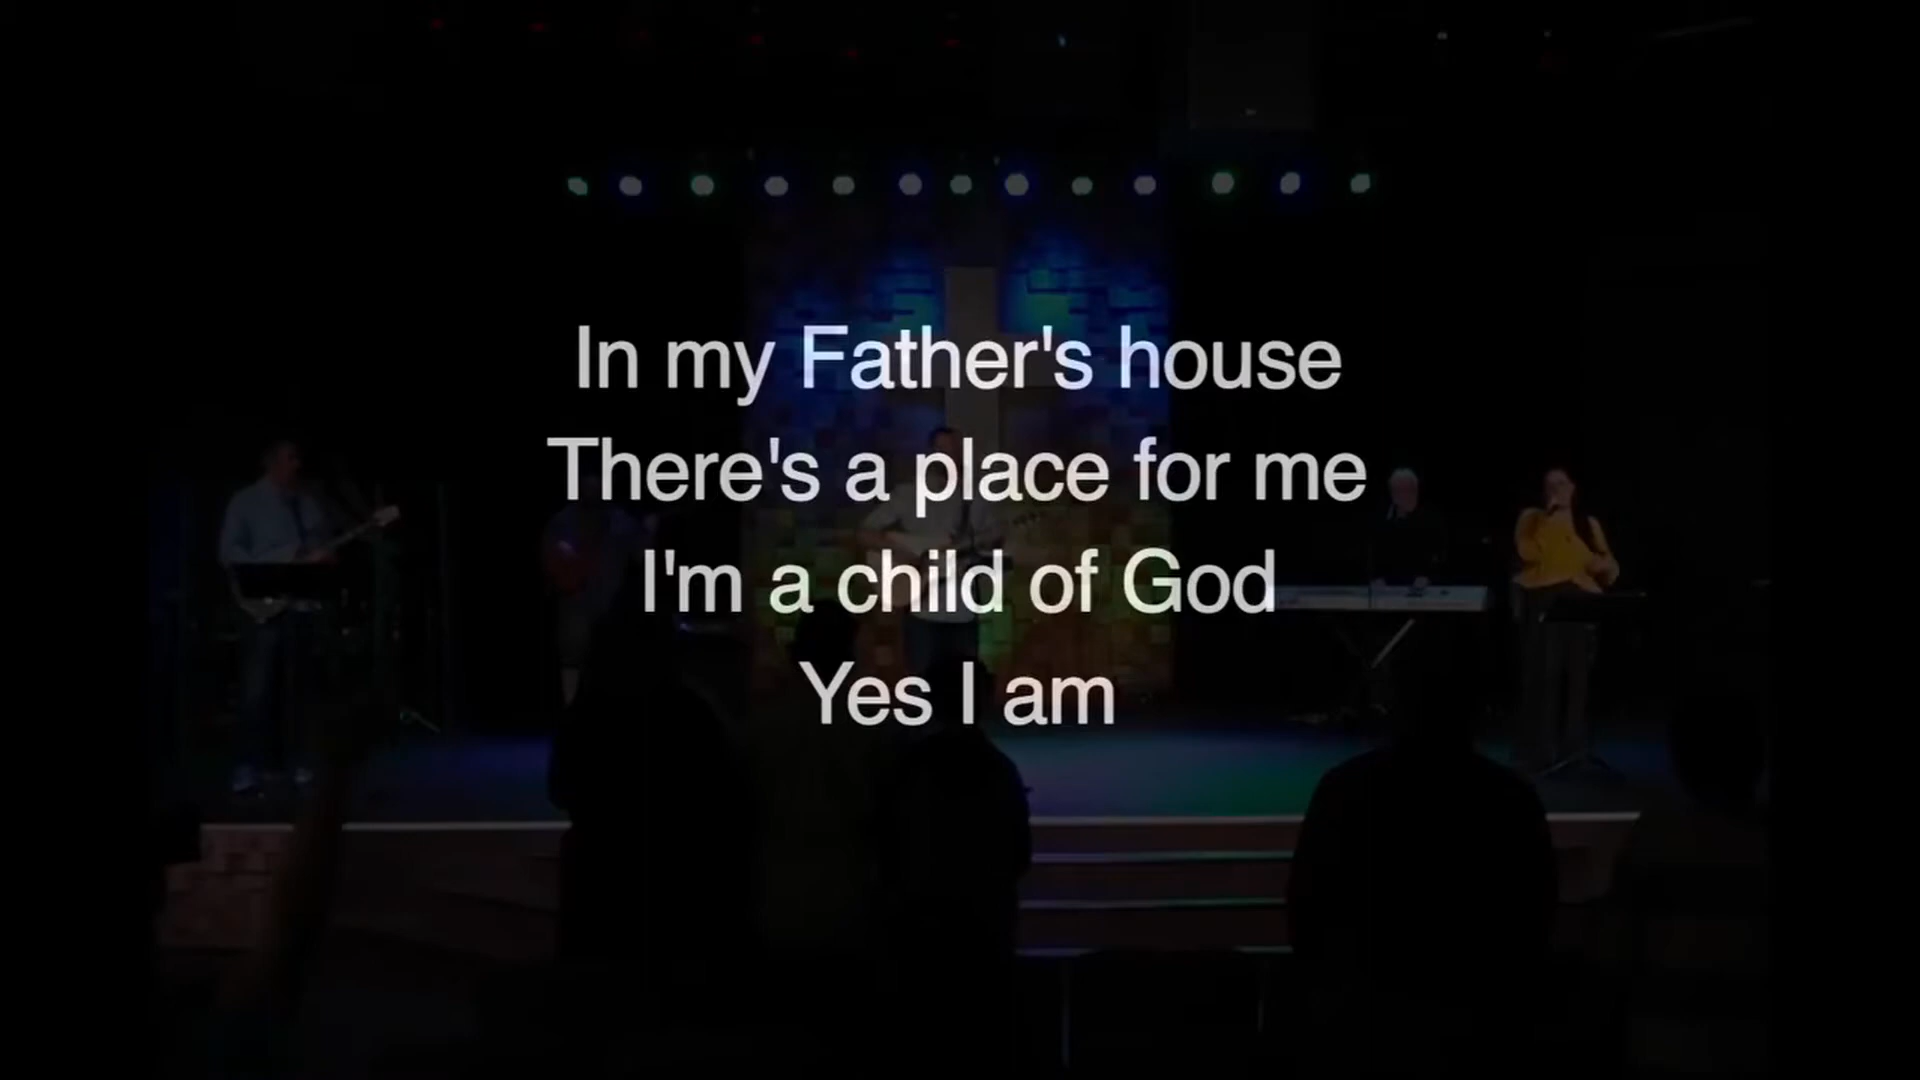 In my Father's house
There's a place for me
I'm a child of God
Yes I am